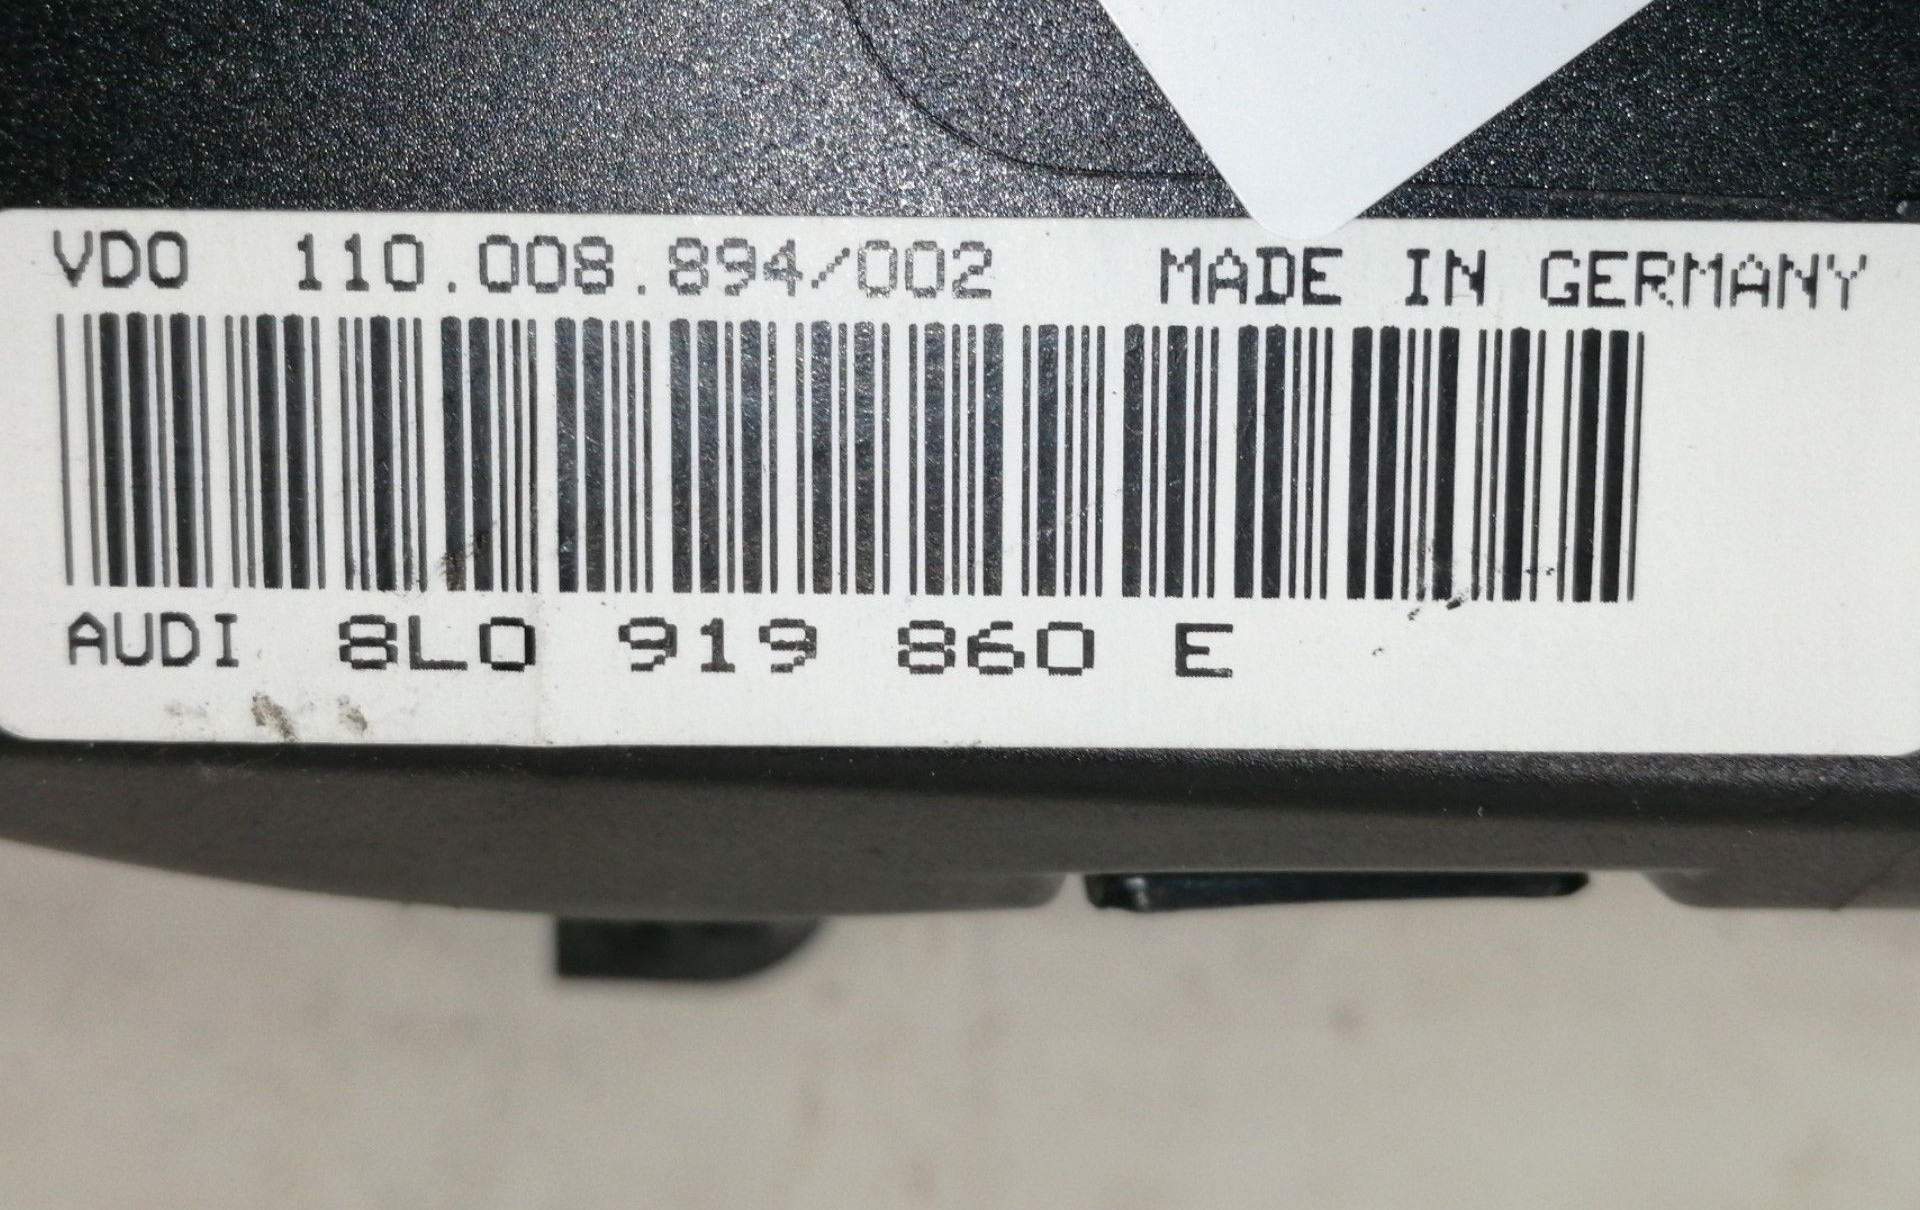 VDO 110.008.894/002 MADE IN GERMANY
AUDI 8L0 919 860 E